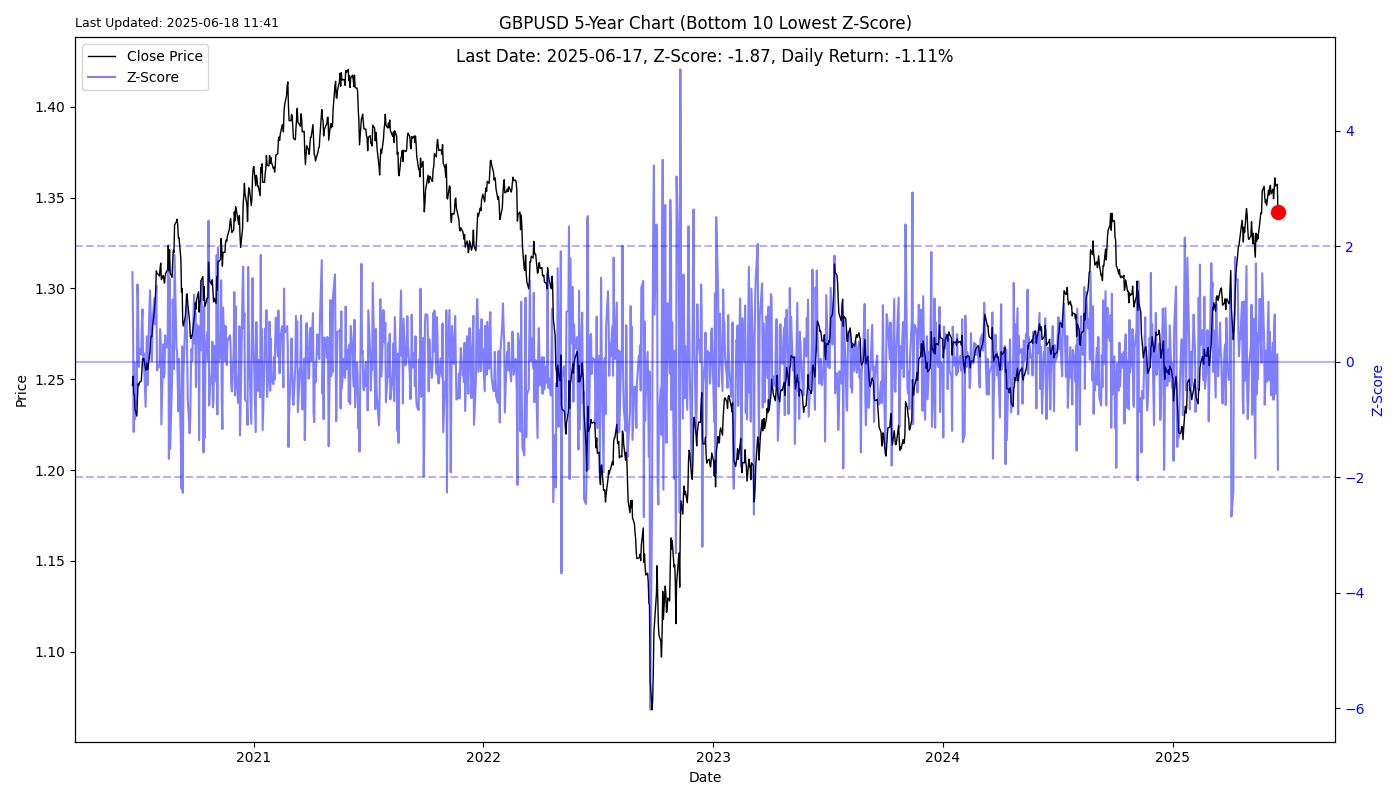 Last Updated: 2025-06-18 11:41
GBPUSD 5-Year Chart (Bottom 10 Lowest Z-Score)
Last Date: 2025-06-17, Z-Score: -1.87, Daily Return: -1.11%
Close Price
Z-Score
Price
1.40
1.35
1.30
1.25
1.20
1.15
1.10
4
2
0
−2
−4
−6
Z-Score
2021
2022
2023
2024
2025
Date